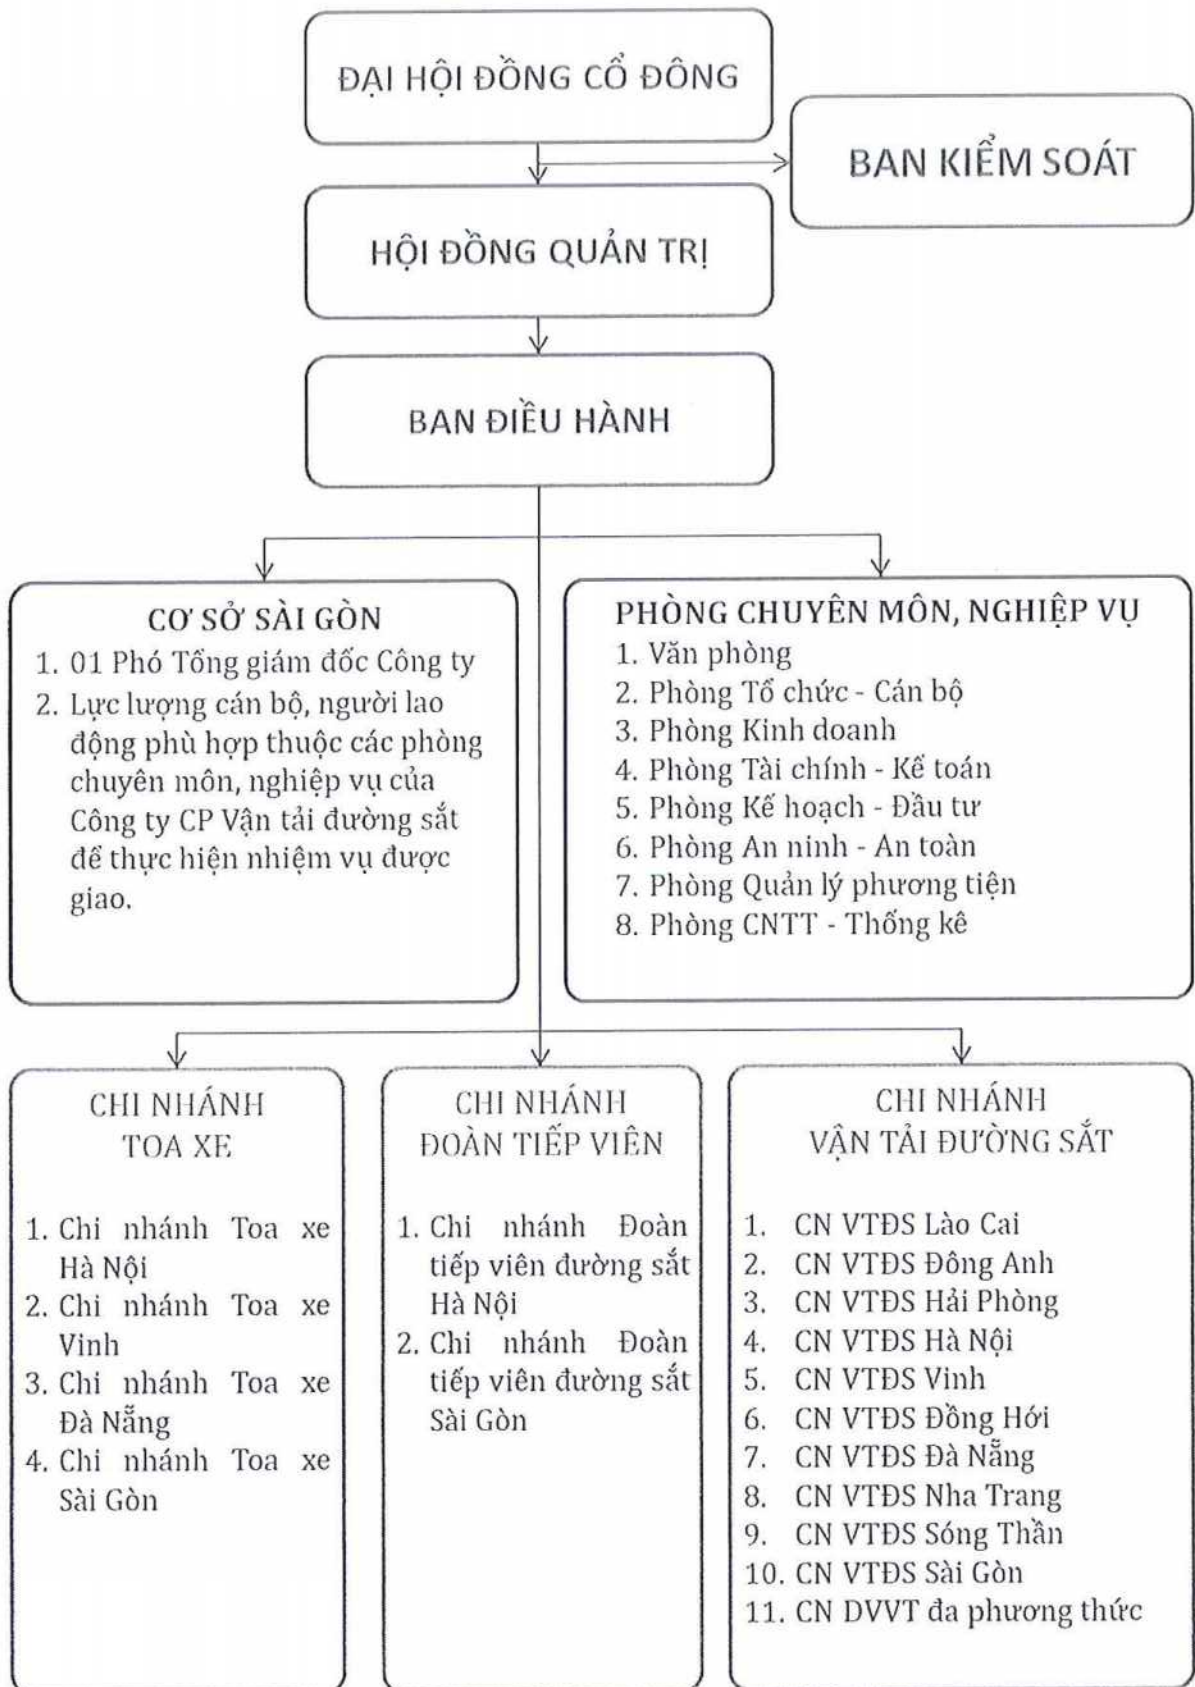 ĐẠI HỘI ĐỒNG CỔ ĐÔNG
BAN KIỂM SOÁT
HỘI ĐỒNG QUẢN TRỊ
BAN ĐIỀU HÀNH
CƠ SỞ SÀI GÒN
1. 01 Phó Tổng giám đốc Công ty
2. Lực lượng cán bộ, người lao
động phù hợp thuộc các phòng
chuyên môn, nghiệp vụ của
Công ty CP Vận tải đường sắt
để thực hiện nhiệm vụ được
giao.
PHÒNG CHUYÊN MÔN, NGHIỆP VỤ
1. Văn phòng
2. Phòng Tổ chức - Cán bộ
3. Phòng Kinh doanh
4. Phòng Tài chính - Kế toán
5. Phòng Kế hoạch - Đầu tư
6. Phòng An ninh - An toàn
7. Phòng Quản lý phương tiện
8. Phòng CNTT - Thống kê
CHI NHÁNH
TOA XE
1. Chi nhánh Toa xe
Hà Nội
2. Chi nhánh Toa xe
Vinh
3. Chi nhánh Toa xe
Đà Nẵng
4. Chi nhánh Toa xe
Sài Gòn
CHI NHÁNH
ĐOÀN TIẾP VIÊN
1. Chi nhánh Đoàn
tiếp viên đường sắt
Hà Nội
2. Chi nhánh Đoàn
tiếp viên đường sắt
Sài Gòn
CHI NHÁNH
VẬN TẢI ĐƯỜNG SẮT
1. CN VTĐS Lào Cai
2. CN VTĐS Đông Anh
3. CN VTĐS Hải Phòng
4. CN VTĐS Hà Nội
5. CN VTĐS Vinh
6. CN VTĐS Đồng Hới
7. CN VTĐS Đà Nẵng
8. CN VTĐS Nha Trang
9. CN VTĐS Sóng Thần
10. CN VTĐS Sài Gòn
11. CN DVVT đa phương thức